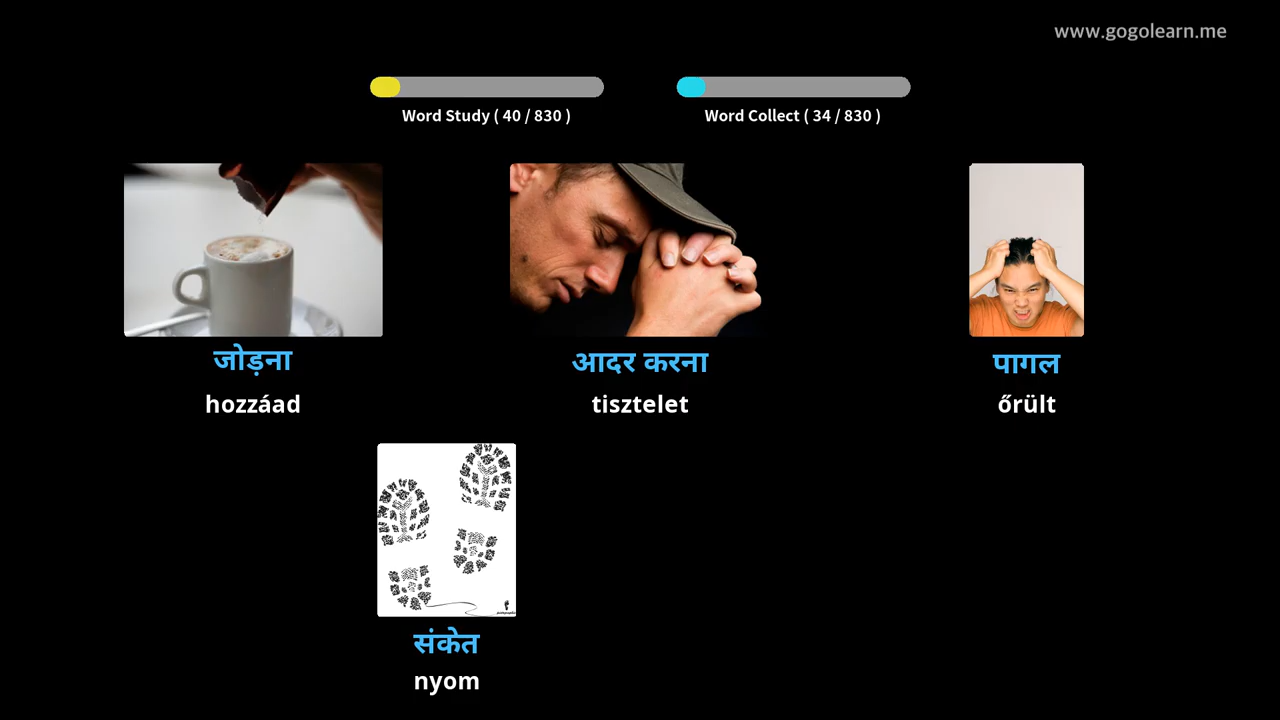 www.gogolearn.me
Word Study ( 40 / 830 )
Word Collect ( 34 / 830 )
जोड़ना
hozzáad
आदर करना
tisztelet
पागल
őrült
संकेत
nyom